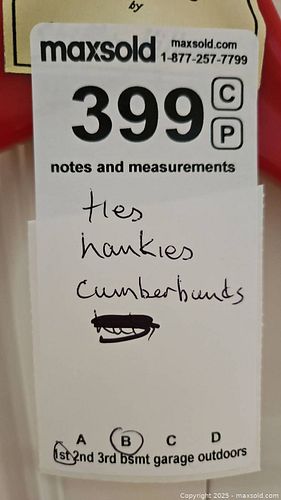 by
maxsold maxsold.com
1-877-257-7799
399 C
P
notes and measurements
ties
hankies
cumberbunds
A B C D
1st 2nd 3rd bsmt garage outdoors
Copyright 2025 - maxsold.com